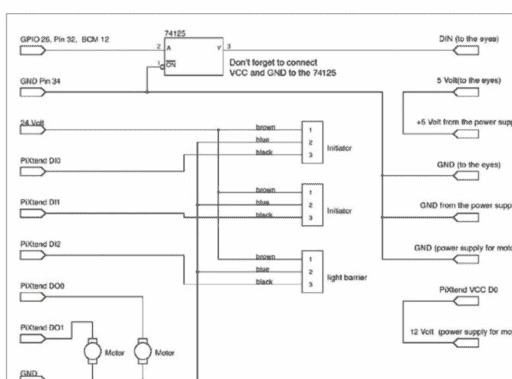 GPIO 26, Pin 32, BCM 12
74125
2 A Y 3
1 ON
DIN (to the eyes)
Don't forget to connect
VCC and GND to the 74125
GND Pin 34
5 Volt(to the eyes)
24 Volt
+5 Volt from the power supp
brown 1
blue 2
black 3
Initiator
PiXtend DI0
GND (to the eyes)
brown 1
blue 2
black 3
Initiator
PiXtend DI1
GND from the power supp
PiXtend DI2
GND (power supply for moto
brown 1
blue 2
black 3
light barrier
PiXtend DO0
PiXtend VCC D0
PiXtend DO1
12 Volt (power supply for mo
Motor
Motor
GND